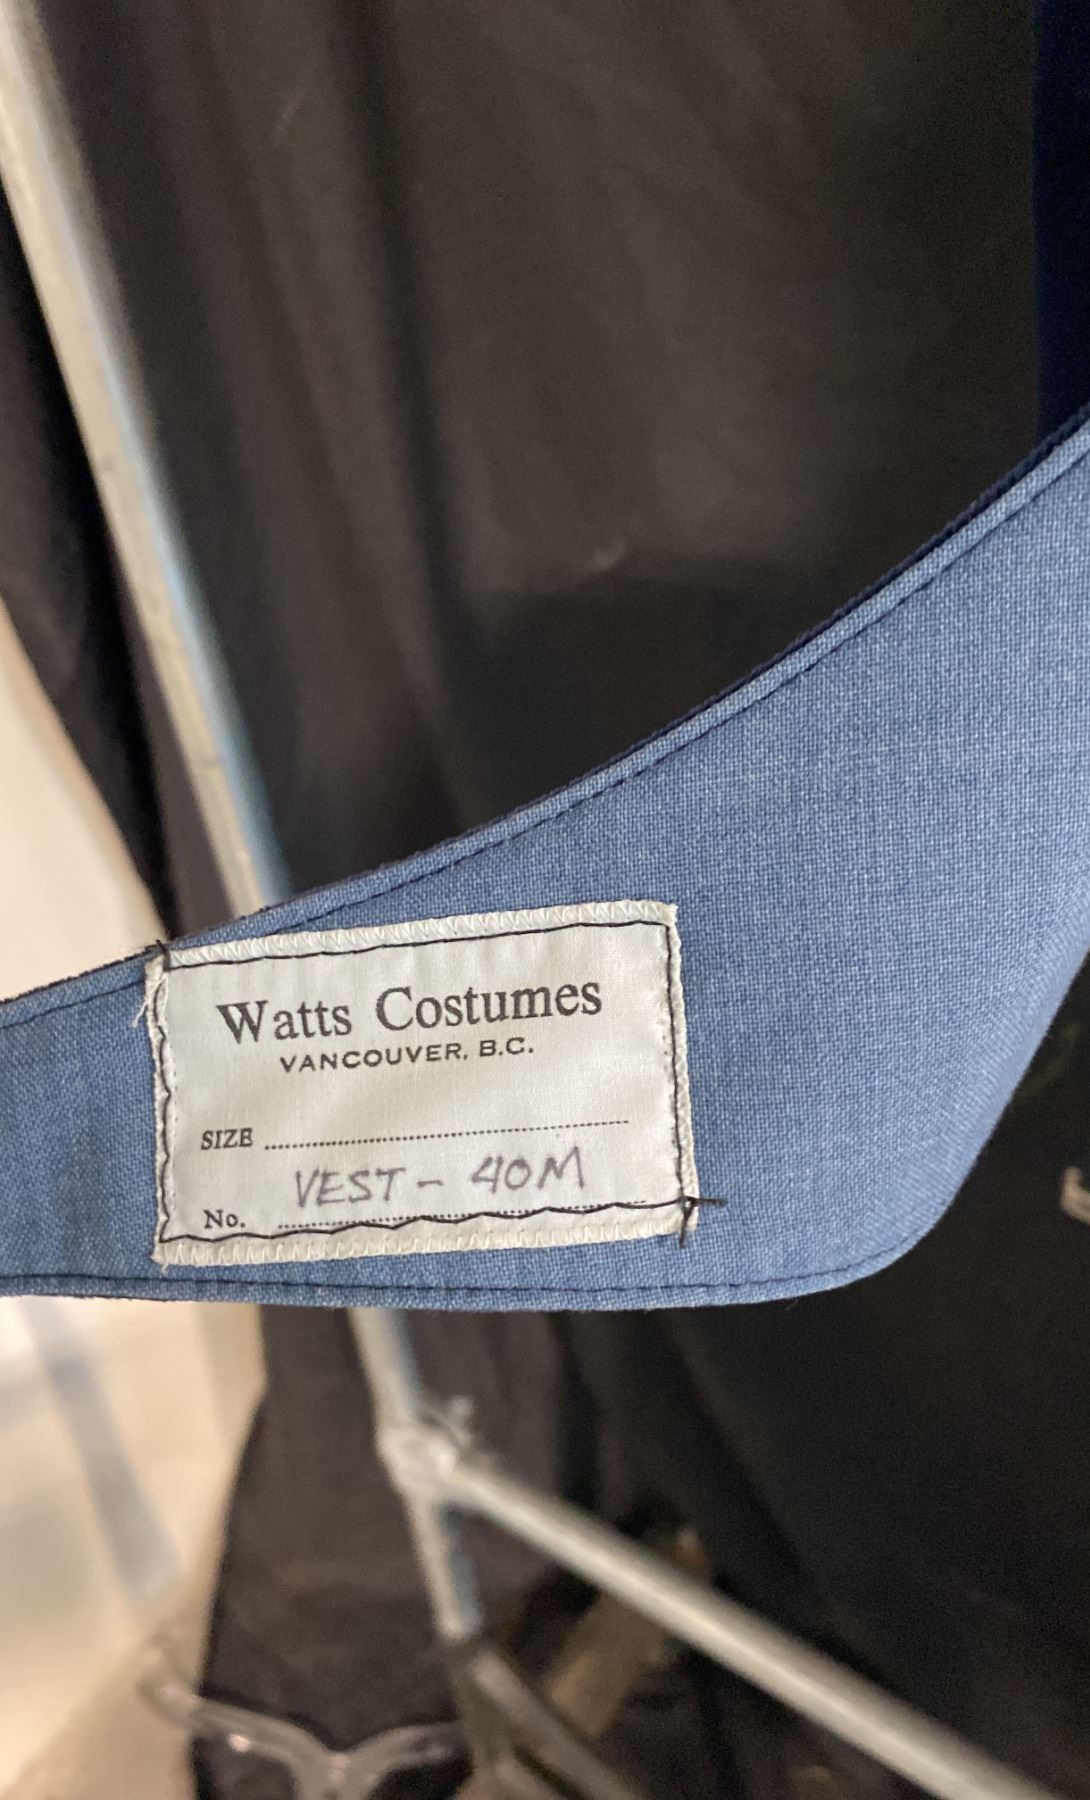 Watts Costumes
VANCOUVER, B.C.
SIZE
VEST - 40M
No.